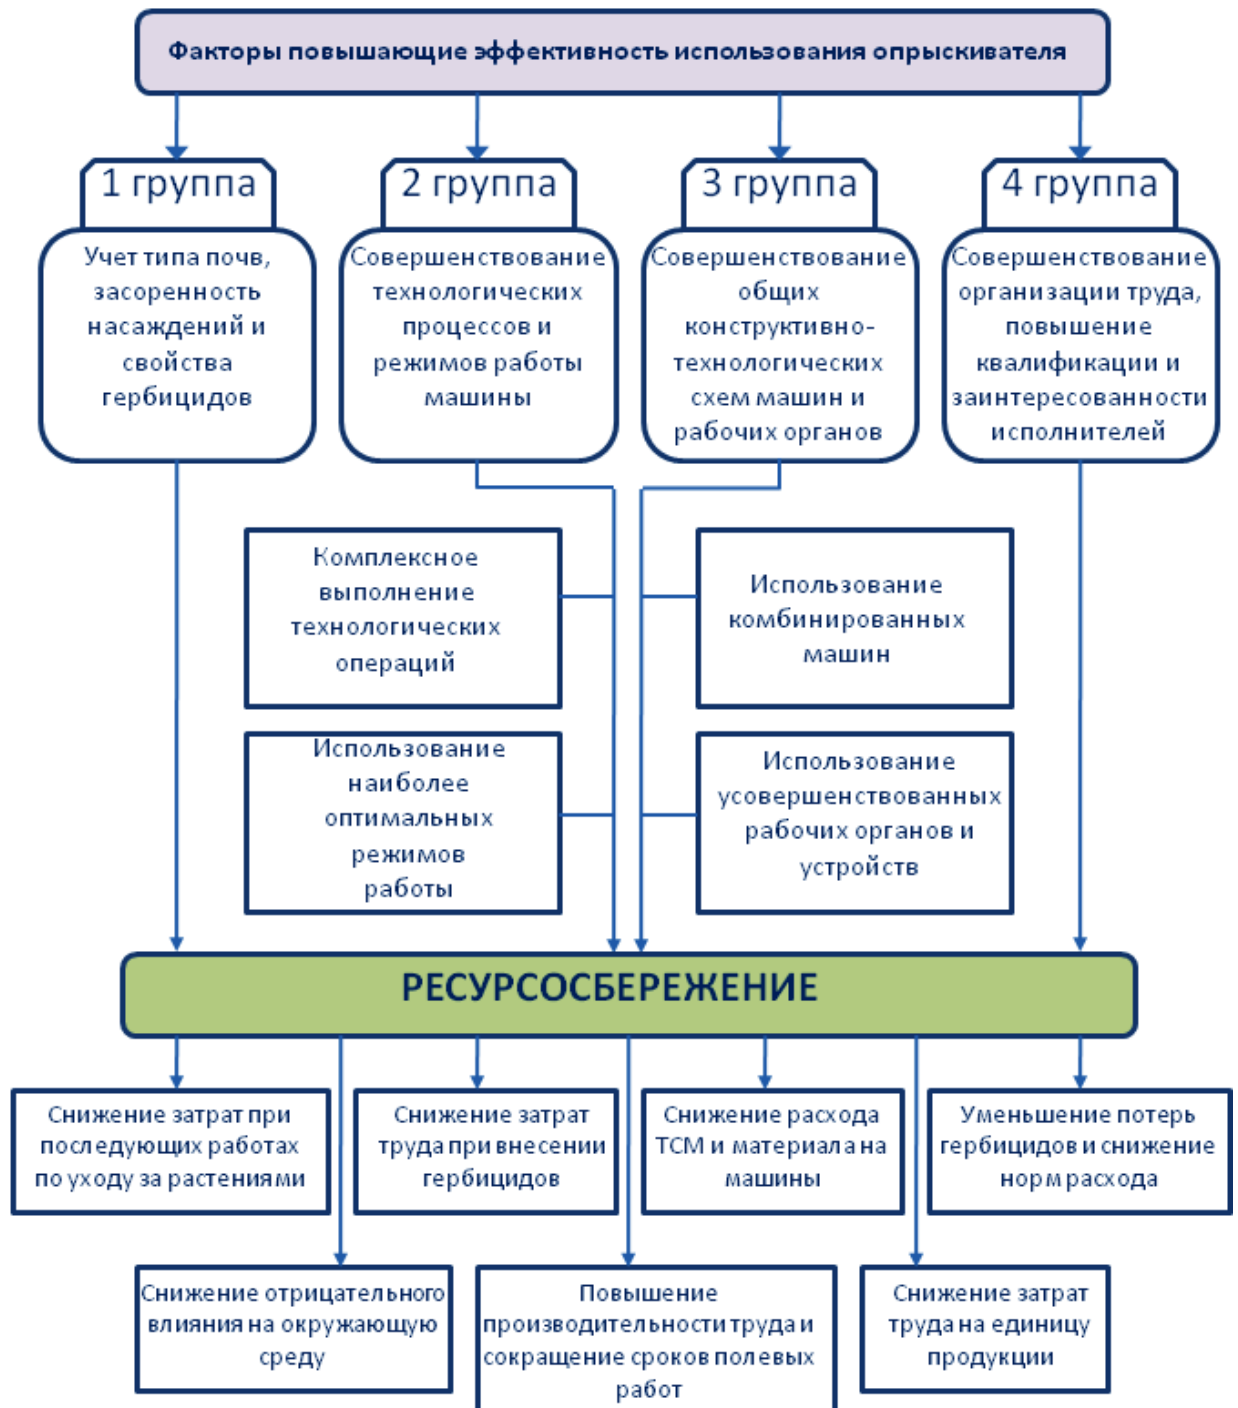 Факторы повышающие эффективность использования опрыскивателя
1 группа
Учет типа почв,
засоренность
насаждений и
свойства
гербицидов
2 группа
Совершенствование
технологических
процессов и
режимов работы
машины
3 группа
Совершенствование
общих
конструктивно-
технологических
схем машин и
рабочих органов
4 группа
Совершенствование
организации труда,
повышение
квалификации и
заинтересованности
исполнителей
Комплексное
выполнение
технологических
операций
Использование
комбинированных
машин
Использование
наиболее
оптимальных
режимов
работы
Использование
усовершенствованных
рабочих органов и
устройств
РЕСУРСОСБЕРЕЖЕНИЕ
Снижение затрат при
последующих работах
по уходу за растениями
Снижение затрат
труда при внесении
гербицидов
Снижение расхода
ТСМ и материала на
машины
Уменьшение потерь
гербицидов и снижение
норм расхода
Снижение отрицательного
влияния на окружающую
среду
Повышение
производительности труда и
сокращение сроков полевых
работ
Снижение затрат
труда на единицу
продукции